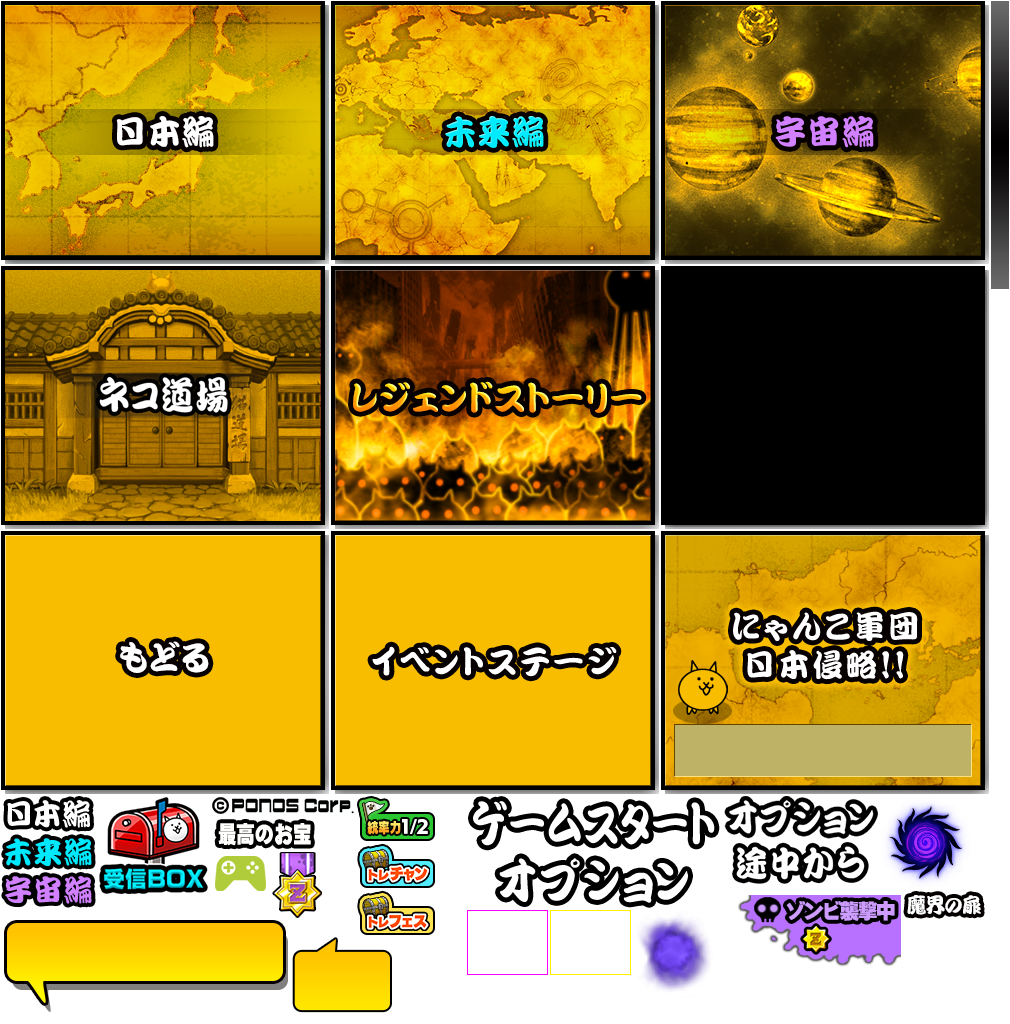 日本編
未来編
宇宙編
ネコ道場
猫道場
レジェンドストーリー
もどる
イベントステージ
にゃんこ軍団
日本侵略!!
日本編
未来編
宇宙編
受信BOX
©PONOS Corp.
最高のお宝
Z
統率力1/2
トレチャン
トレフェス
ゲームスタート
オプション
オプション
途中から
ゾンビ襲撃中
Z
魔界の扉